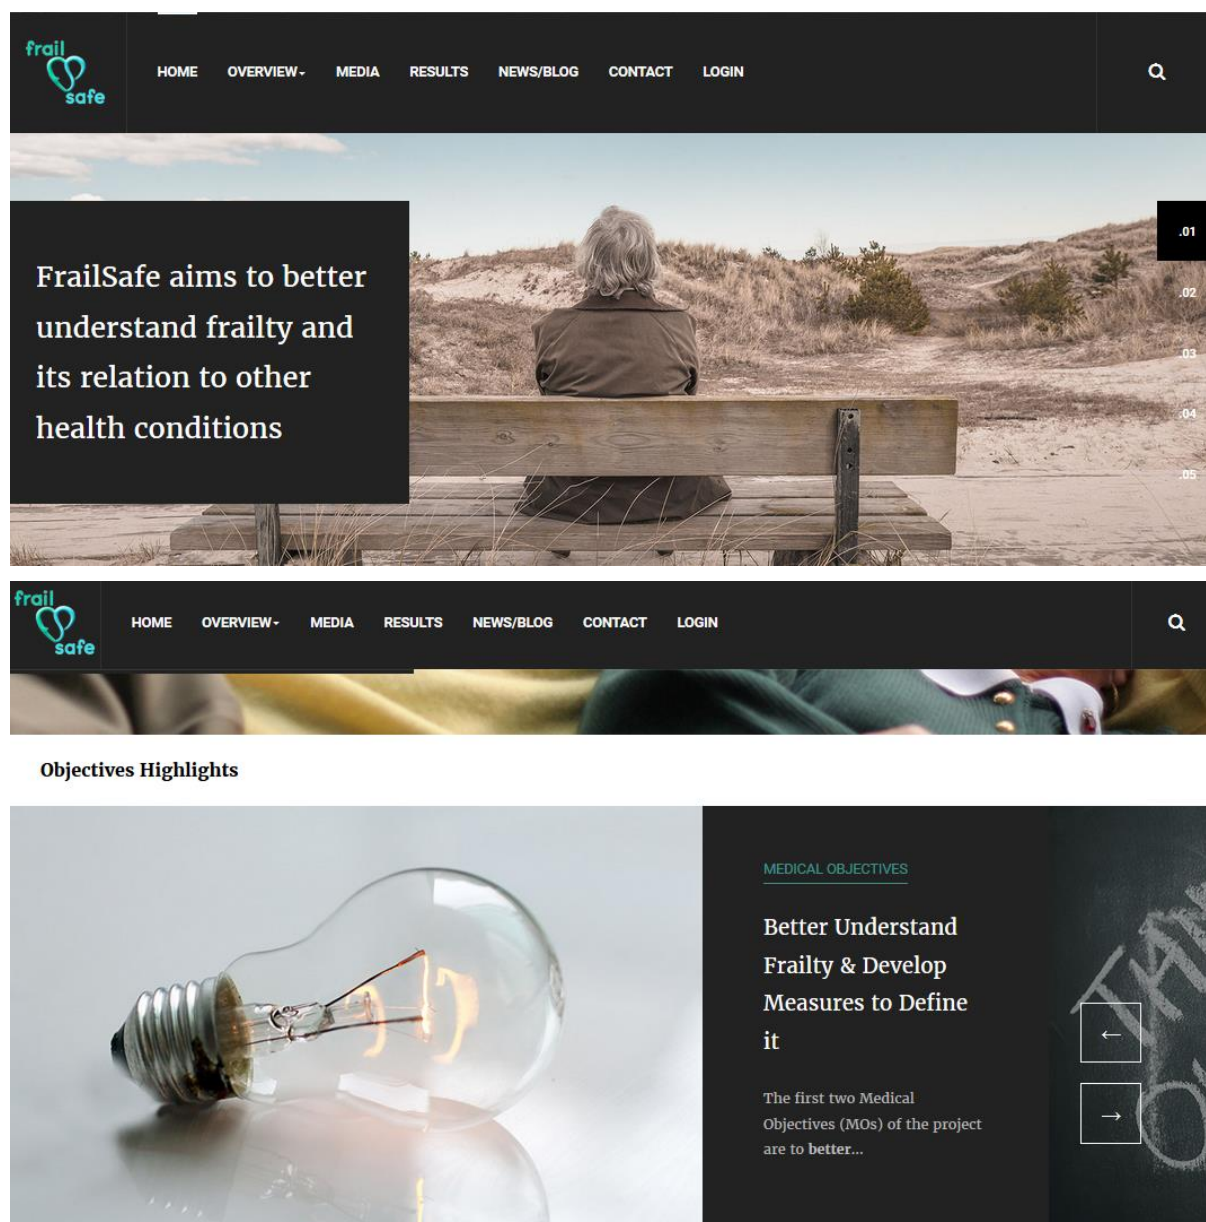 frail
safe
HOME OVERVIEW MEDIA RESULTS NEWS/BLOG CONTACT LOGIN
FrailSafe aims to better
understand frailty and
its relation to other
health conditions
.01
.02
.03
.04
.05
frail
safe
HOME OVERVIEW MEDIA RESULTS NEWS/BLOG CONTACT LOGIN
Objectives Highlights
MEDICAL OBJECTIVES
Better Understand
Frailty & Develop
Measures to Define
it
The first two Medical
Objectives (MOs) of the project
are to better...